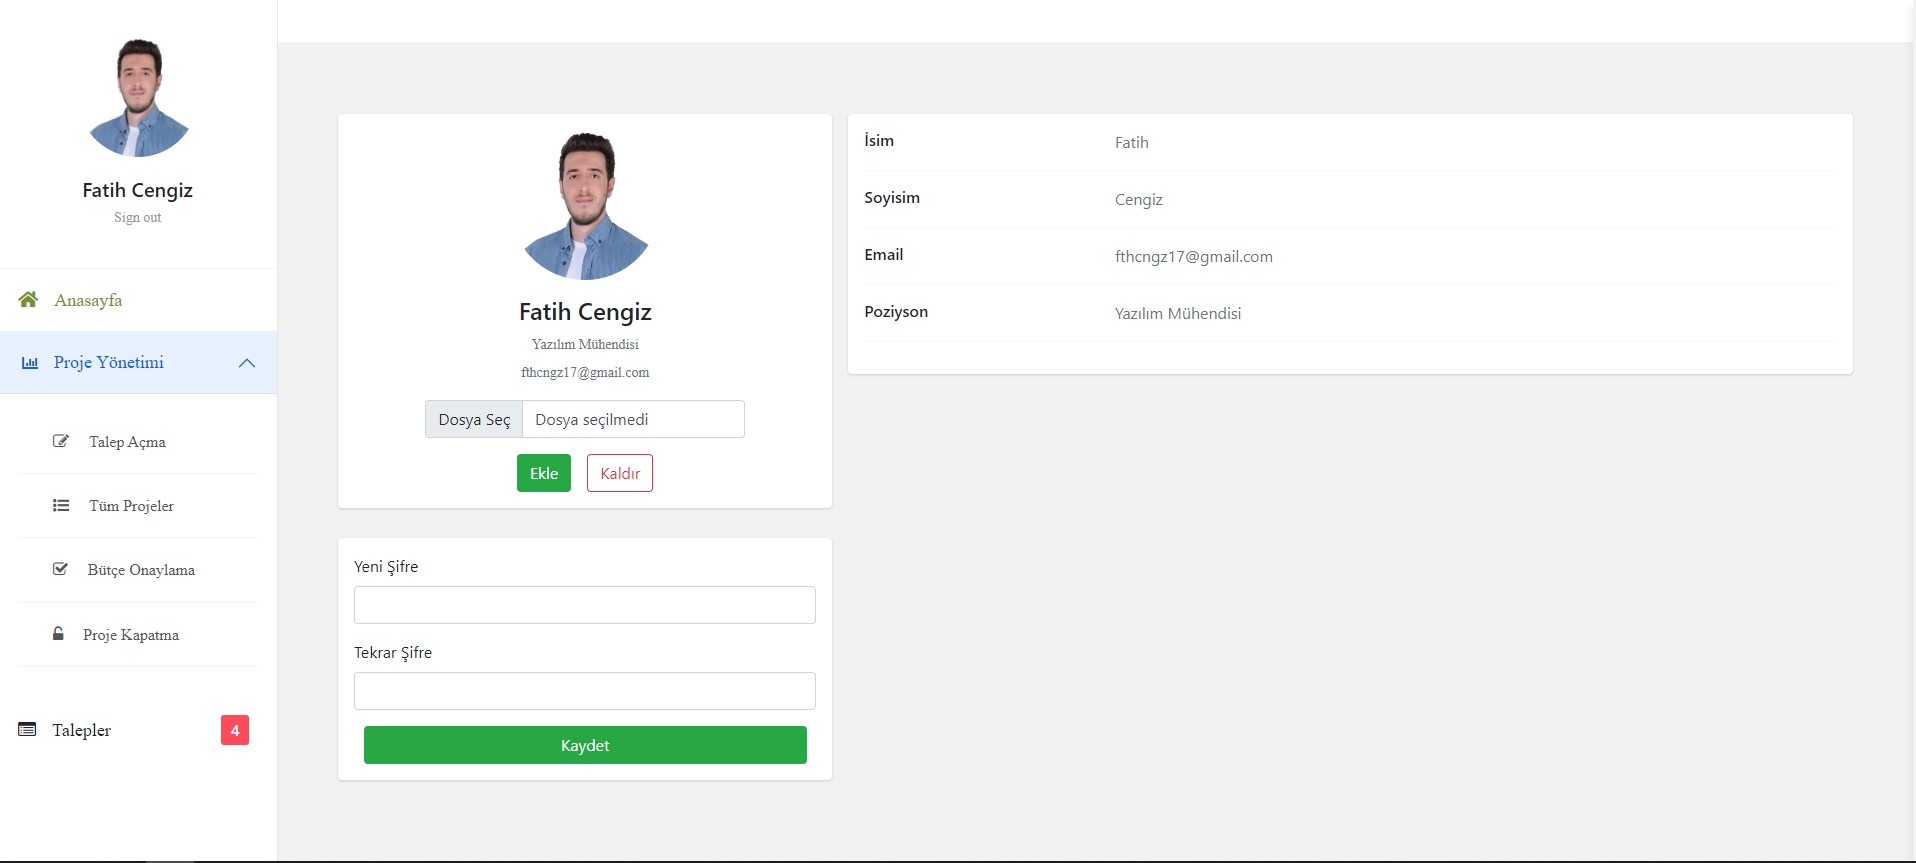 Fatih Cengiz
Sign out
Anasayfa
Proje Yönetimi
Talep Açma
Tüm Projeler
Bütçe Onaylama
Proje Kapatma
Talepler 4
Fatih Cengiz
Yazılım Mühendisi
fthcngz17@gmail.com
Dosya Seç Dosya seçilmedi
Ekle Kaldır
Yeni Şifre
Tekrar Şifre
Kaydet
İsim Fatih
Soyisim Cengiz
Email fthcngz17@gmail.com
Poziyson Yazılım Mühendisi